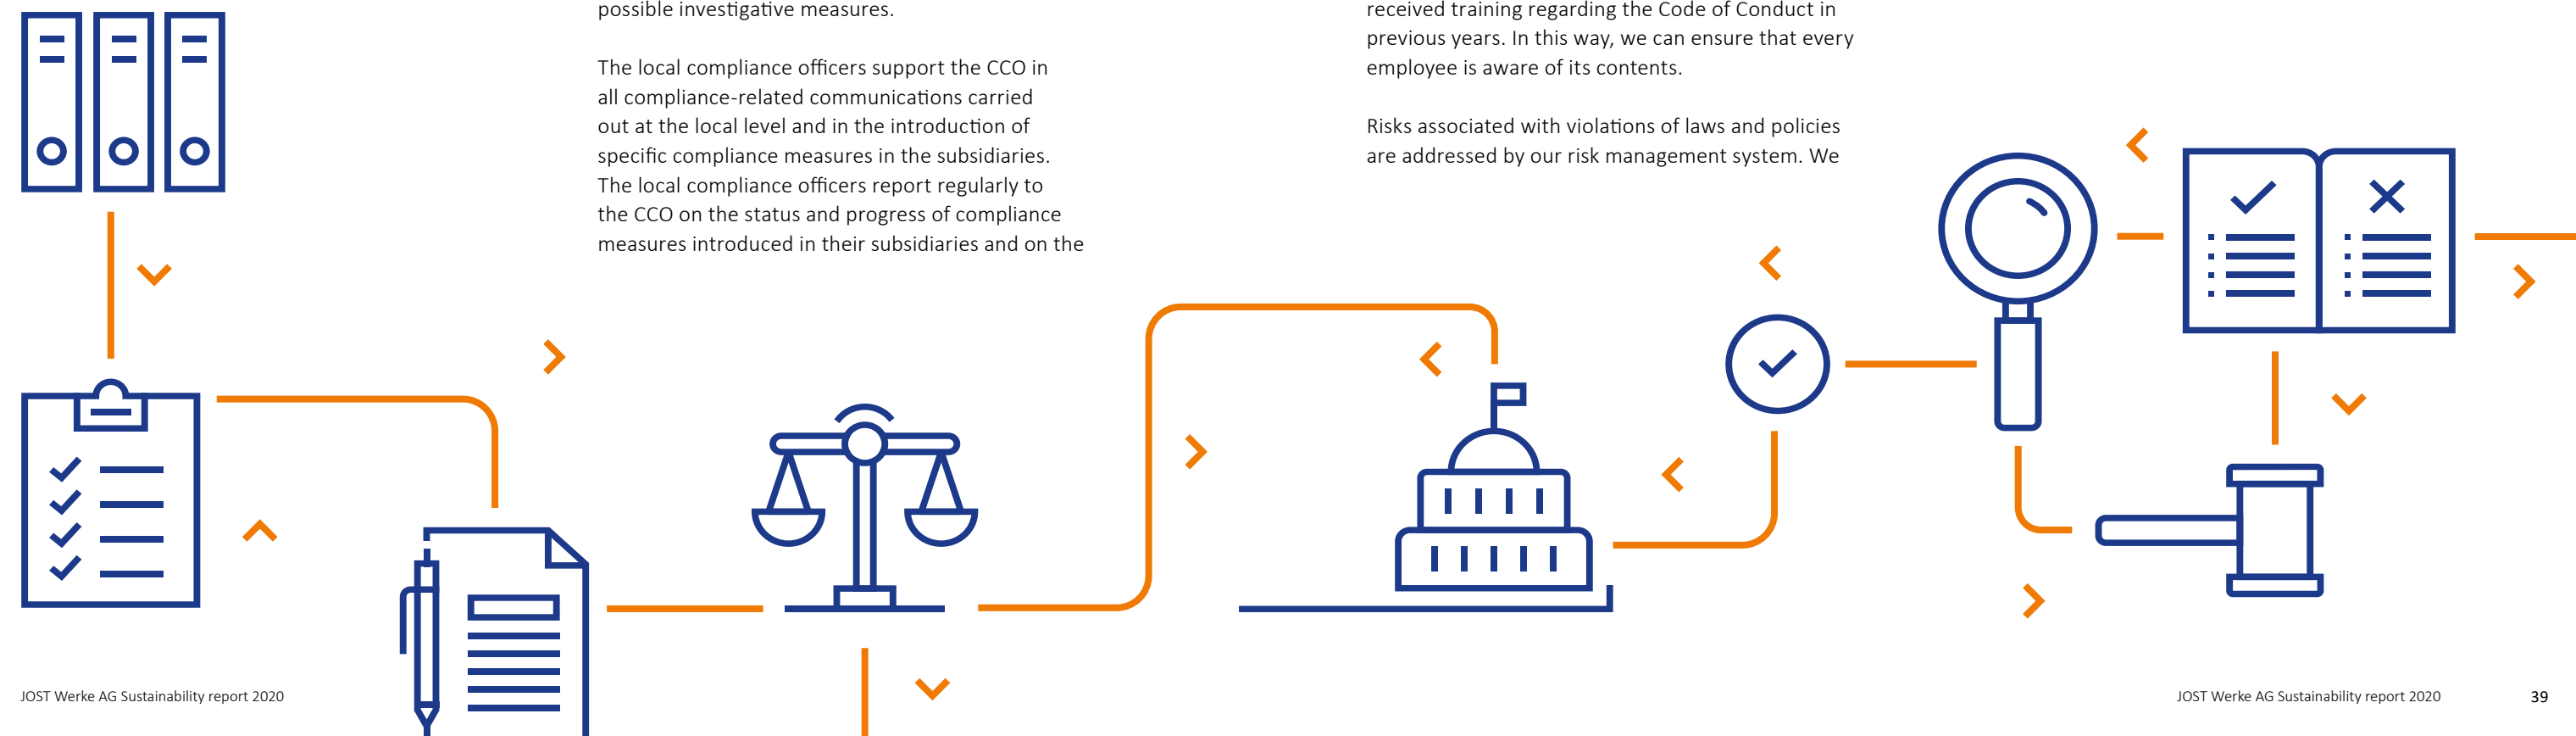 possible investigative measures.
The local compliance officers support the CCO in
all compliance-related communications carried
out at the local level and in the introduction of
specific compliance measures in the subsidiaries.
The local compliance officers report regularly to
the CCO on the status and progress of compliance
measures introduced in their subsidiaries and on the
received training regarding the Code of Conduct in
previous years. In this way, we can ensure that every
employee is aware of its contents.
Risks associated with violations of laws and policies
are addressed by our risk management system. We
JOST Werke AG Sustainability report 2020
JOST Werke AG Sustainability report 2020
39